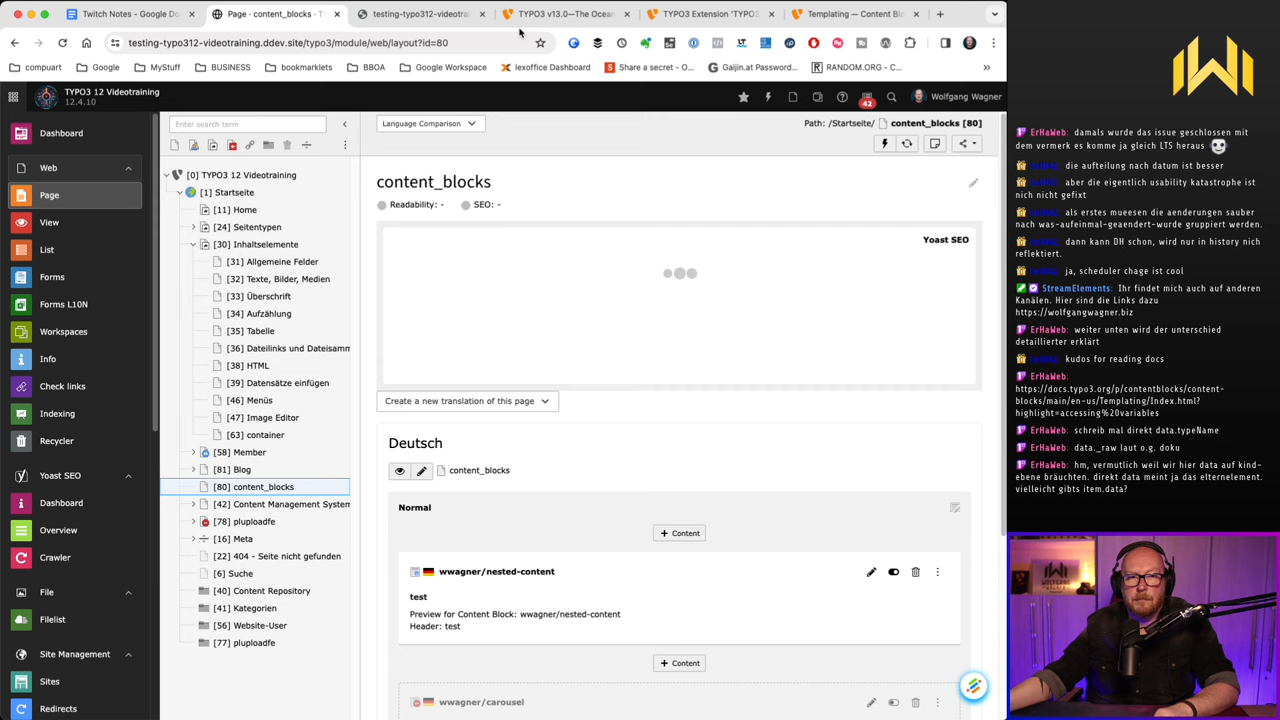 Twitch Notes - Google Do
Page · content_blocks · T
testing-typo312-videotrai
TYPO3 v13.0—The Ocean
TYPO3 Extension 'TYPO3
Templating — Content Blo
testing-typo312-videotraining.ddev.site/typo3/module/web/layout?id=80
compuart
Google
MyStuff
BUSINESS
bookmarklets
BBOA
Google Workspace
lexoffice Dashboard
Share a secret - O...
Gaijin.at Password...
RANDOM.ORG - C...
»
TYPO3 12 Videotraining
12.4.10
42
Wolfgang Wagner
Dashboard
Web
Page
View
List
Forms
Forms L10N
Workspaces
Info
Check links
Indexing
Recycler
Yoast SEO
Dashboard
Overview
Crawler
File
Filelist
Site Management
Sites
Redirects
Enter search term
[0] TYPO3 12 Videotraining
[1] Startseite
[11] Home
[24] Seitentypen
[30] Inhaltselemente
[31] Allgemeine Felder
[32] Texte, Bilder, Medien
[33] Überschrift
[34] Aufzählung
[35] Tabelle
[36] Dateilinks und Dateisamm
[38] HTML
[39] Datensätze einfügen
[46] Menüs
[47] Image Editor
[63] container
[58] Member
[81] Blog
[80] content_blocks
[42] Content Management System
[78] pluploadfe
[16] Meta
[22] 404 - Seite nicht gefunden
[6] Suche
[40] Content Repository
[41] Kategorien
[56] Website-User
[77] pluploadfe
Language Comparison
Path: /Startseite/ content_blocks [80]
content_blocks
Readability: - SEO: -
Yoast SEO
Create a new translation of this page
Deutsch
content_blocks
Normal
+ Content
wwagner/nested-content
test
Preview for Content Block: wwagner/nested-content
Header: test
+ Content
wwagner/carousel
ErHaWeb: damals wurde das issue geschlossen mit
dem vermerk es komme ja gleich LTS heraus
die aufteilung nach datum ist besser
aber die eigentlich usability katastrophe ist
nich nicht gefixt
als erstes mueesen die aenderungen sauber
nach was-aufeinmal-geaendert-wurde gruppiert werden.
dann kann DH schon, wird nur in history nich
reflektiert.
ja, scheduler chage ist cool
StreamElements: Ihr findet mich auch auf anderen
Kanälen. Hier sind die Links dazu
https://wolfgangwagner.biz
ErHaWeb: weiter unten wird der unterschied
detaillierter erklärt
kudos for reading docs
ErHaWeb:
https://docs.typo3.org/p/contentblocks/content-
blocks/main/en-us/Templating/Index.html?
highlight=accessing%20variables
ErHaWeb: schreib mal direkt data.typeName
ErHaWeb: data._raw laut o.g. doku
ErHaWeb: hm, vermutlich weil wir hier data auf kind-
ebene bräuchten. direkt data meint ja das elternelement.
vielleicht gibts item.data?